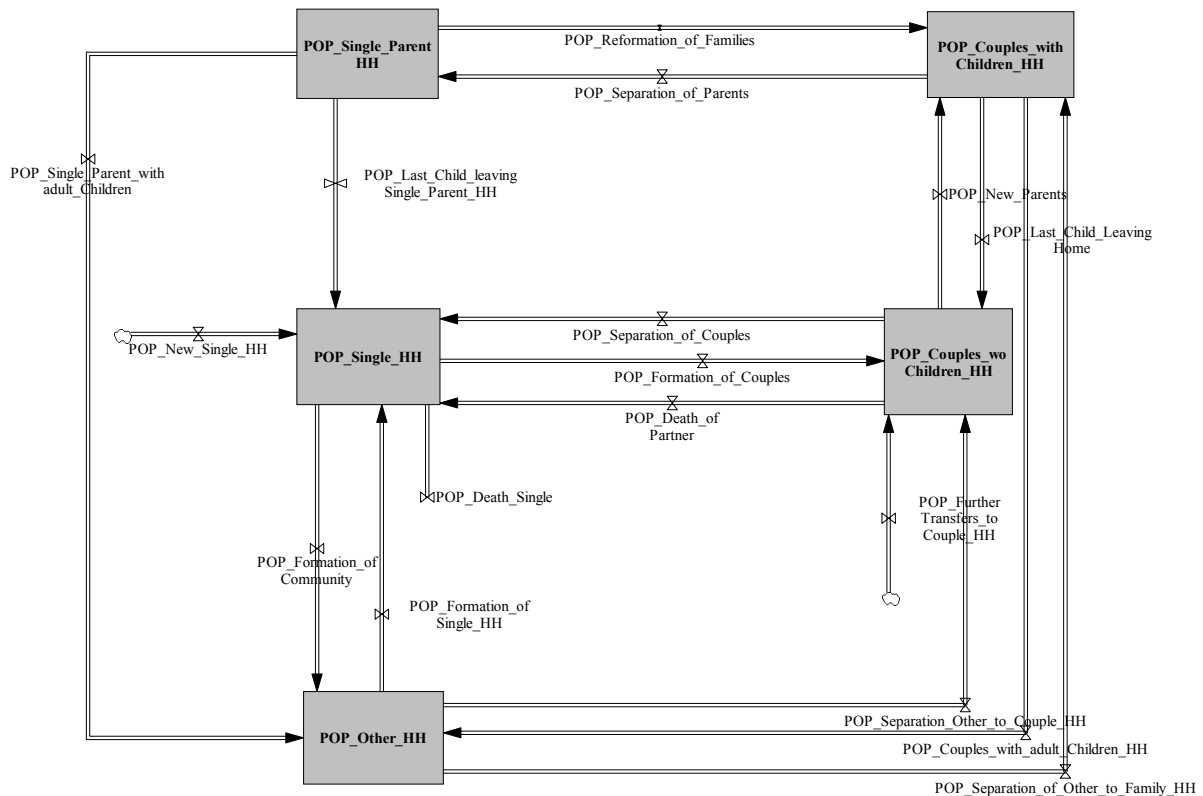 POP_Single_Parent
HH
POP_Reformation_of_Families
POP_Couples_with
Children_HH
POP_Separation_of_Parents
POP_Single_Parent_with
adult_Children
POP_Last_Child_leaving
Single_Parent_HH
POP_New_Parents
POP_Last_Child_Leaving
Home
POP_New_Single_HH
POP_Single_HH
POP_Separation_of_Couples
POP_Formation_of_Couples
POP_Couples_wo
Children_HH
POP_Death_of
Partner
POP_Death_Single
POP_Further
Transfers_to
Couple_HH
POP_Formation_of
Community
POP_Formation_of
Single_HH
POP_Other_HH
POP_Separation_Other_to_Couple_HH
POP_Couples_with_adult_Children_HH
POP_Separation_of_Other_to_Family_HH